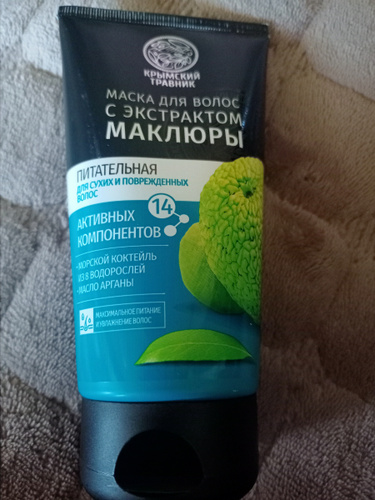 КРЫМСКИЙ
ТРАВНИК
МАСКА ДЛЯ ВОЛОС
С ЭКСТРАКТОМ
МАКЛЮРЫ
ПИТАТЕЛЬНАЯ
ДЛЯ СУХИХ И ПОВРЕЖДЕННЫХ
ВОЛОС
14
АКТИВНЫХ
КОМПОНЕНТОВ
• МОРСКОЙ КОКТЕЙЛЬ
ИЗ 8 ВОДОРОСЛЕЙ
• МАСЛО АРГАНЫ
МАКСИМАЛЬНОЕ ПИТАНИЕ
И УВЛАЖНЕНИЕ ВОЛОС